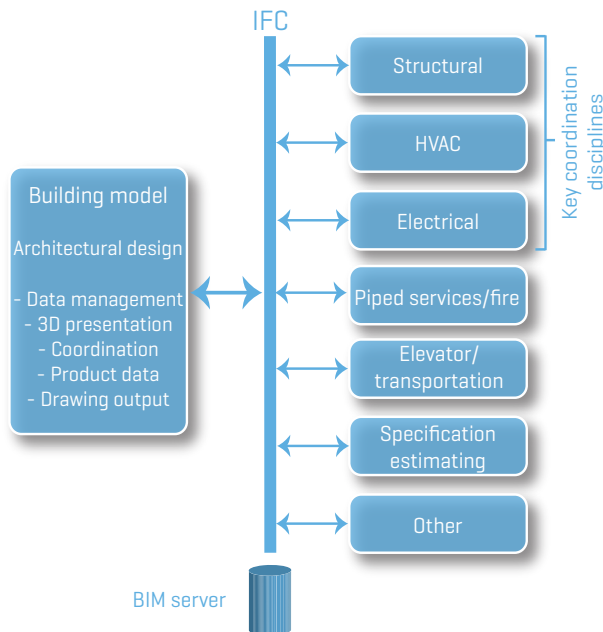 IFC
Structural
HVAC
Electrical
Piped services/fire
Elevator/
transportation
Specification
estimating
Other
Key coordination
disciplines
Building model
Architectural design
- Data management
- 3D presentation
- Coordination
- Product data
- Drawing output
BIM server